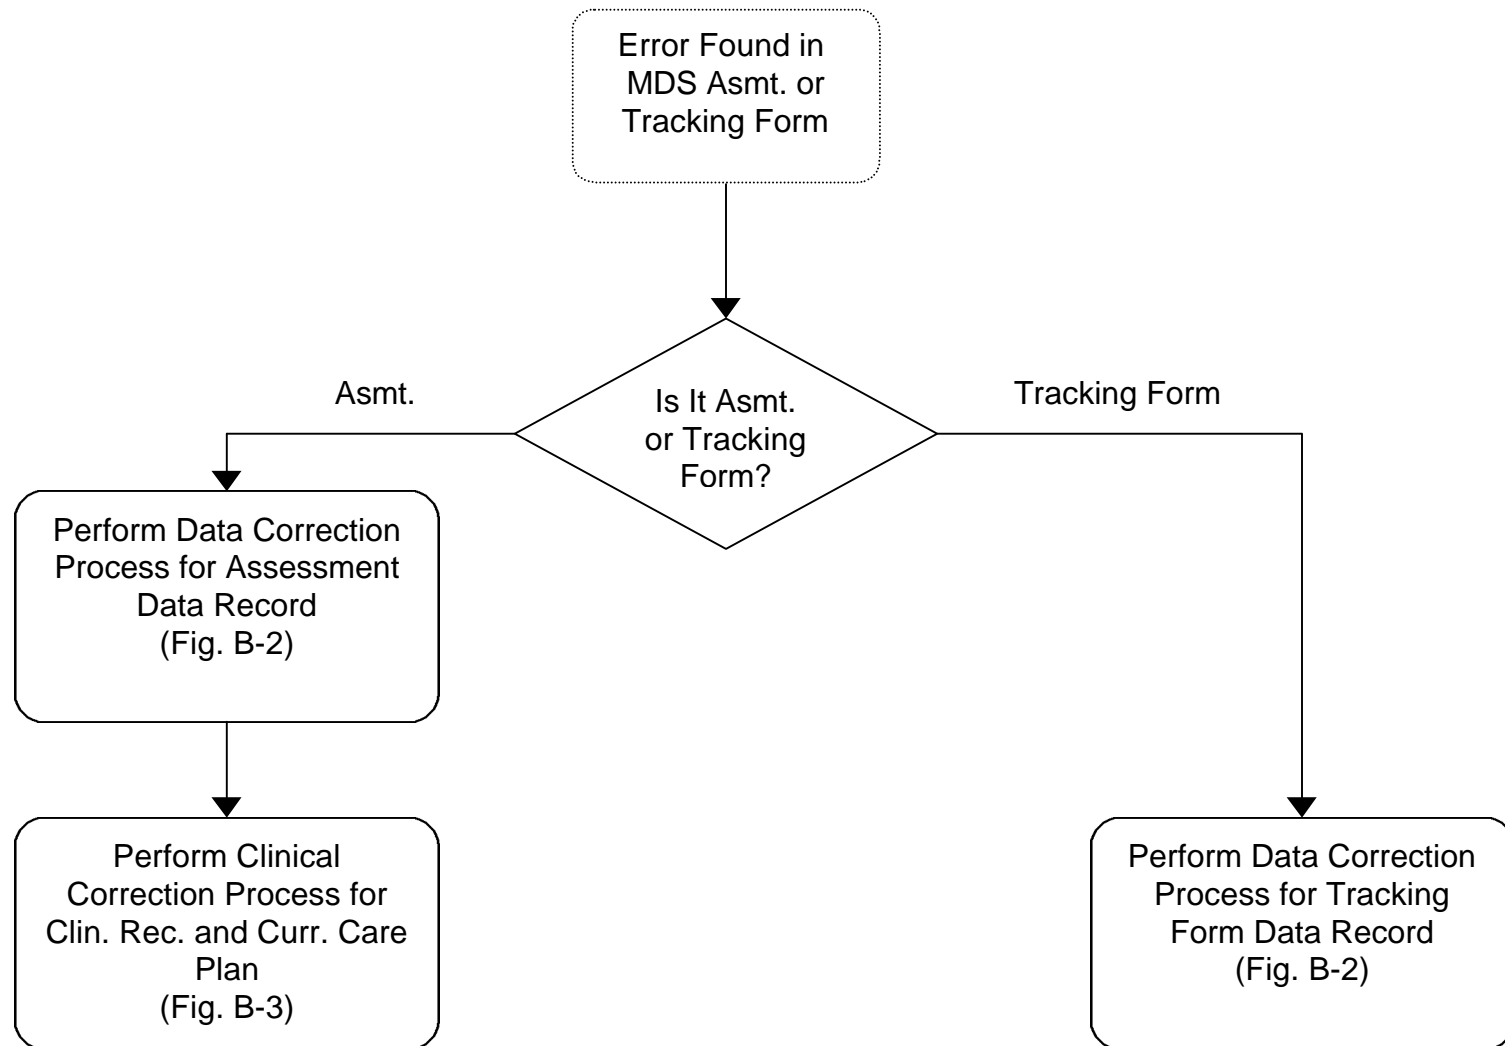 Error Found in
MDS Asmt. or
Tracking Form
Asmt.
Is It Asmt.
or Tracking
Form?
Tracking Form
Perform Data Correction
Process for Assessment
Data Record
(Fig. B-2)
Perform Clinical
Correction Process for
Clin. Rec. and Curr. Care
Plan
(Fig. B-3)
Perform Data Correction
Process for Tracking
Form Data Record
(Fig. B-2)